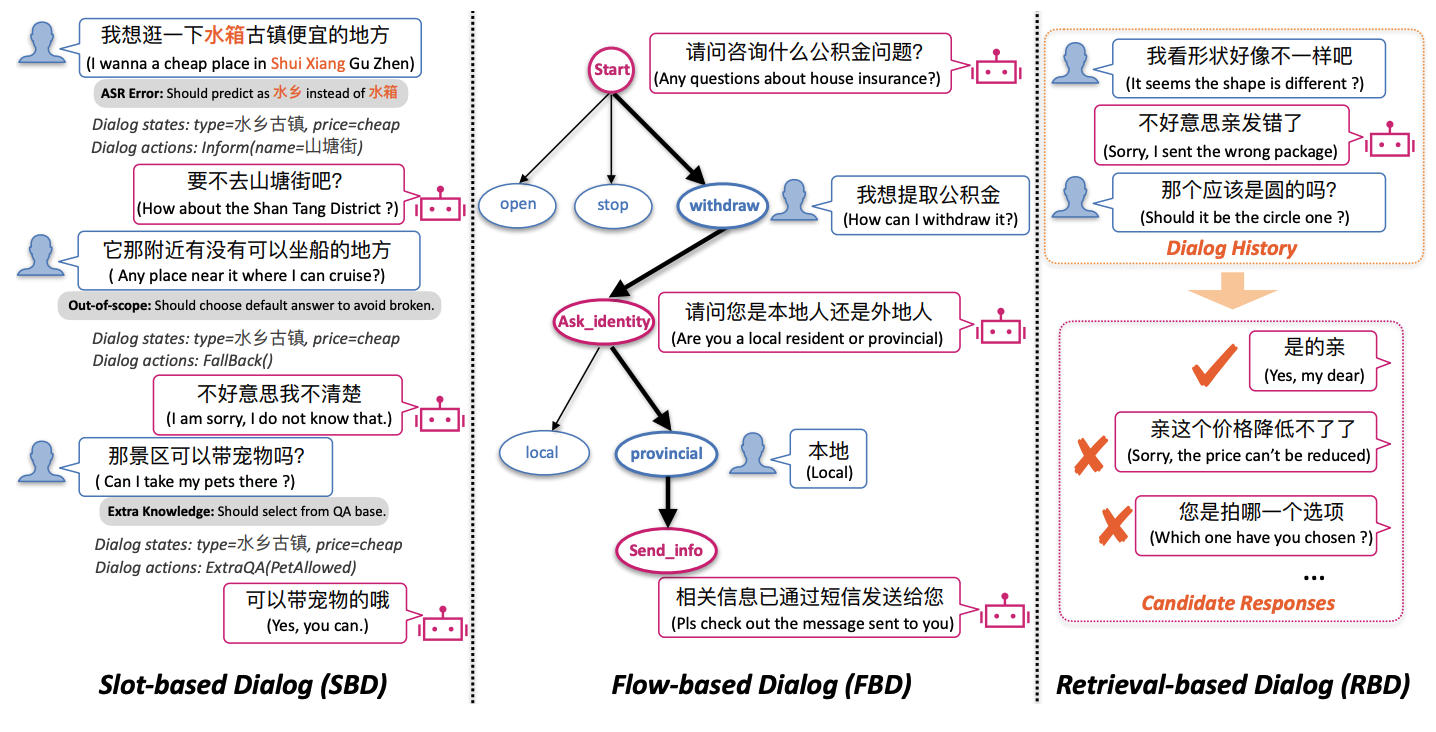 我想逛一下水箱古镇便宜的地方
(I wanna a cheap place in Shui Xiang Gu Zhen)
ASR Error: Should predict as 水乡 instead of 水箱
Dialog states: type=水乡古镇, price=cheap
Dialog actions: Inform(name=山塘街)
要不去山塘街吧?
(How about the Shan Tang District ?)
它那附近有没有可以坐船的地方
( Any place near it where I can cruise?)
Out-of-scope: Should choose default answer to avoid broken.
Dialog states: type=水乡古镇, price=cheap
Dialog actions: FallBack()
不好意思我不清楚
(I am sorry, I do not know that.)
那景区可以带宠物吗?
( Can I take my pets there ?)
Extra Knowledge: Should select from QA base.
Dialog states: type=水乡古镇, price=cheap
Dialog actions: ExtraQA(PetAllowed)
可以带宠物的哦
(Yes, you can.)
Slot-based Dialog (SBD)
Start
请问咨询什么公积金问题?
(Any questions about house insurance?)
open
stop
withdraw
我想提取公积金
(How can I withdraw it?)
Ask_identity
请问您是本地人还是外地人
(Are you a local resident or provincial)
local
provincial
本地
(Local)
Send_info
相关信息已通过短信发送给您
(Pls check out the message sent to you)
Flow-based Dialog (FBD)
我看形状好像不一样吧
(It seems the shape is different ?)
不好意思亲发错了
(Sorry, I sent the wrong package)
那个应该是圆的吗?
(Should it be the circle one ?)
Dialog History
是的亲
(Yes, my dear)
亲这个价格降低不了了
(Sorry, the price can't be reduced)
您是拍哪一个选项
(Which one have you chosen ?)
...
Candidate Responses
Retrieval-based Dialog (RBD)